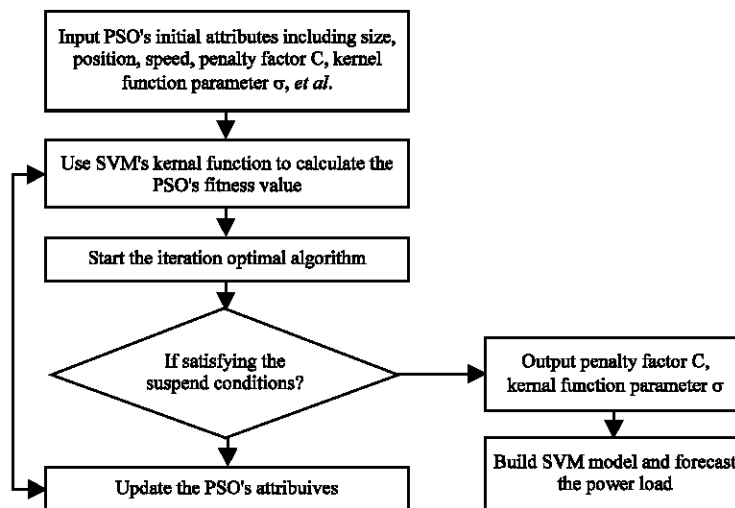 Input PSO's initial attributes including size,
position, speed, penalty factor C, kernel
function parameter σ, et al.
Use SVM's kernal function to calculate the
PSO's fitness value
Start the iteration optimal algorithm
If satisfying the
suspend conditions?
Output penalty factor C,
kernal function parameter σ
Update the PSO's attribuives
Build SVM model and forecast
the power load